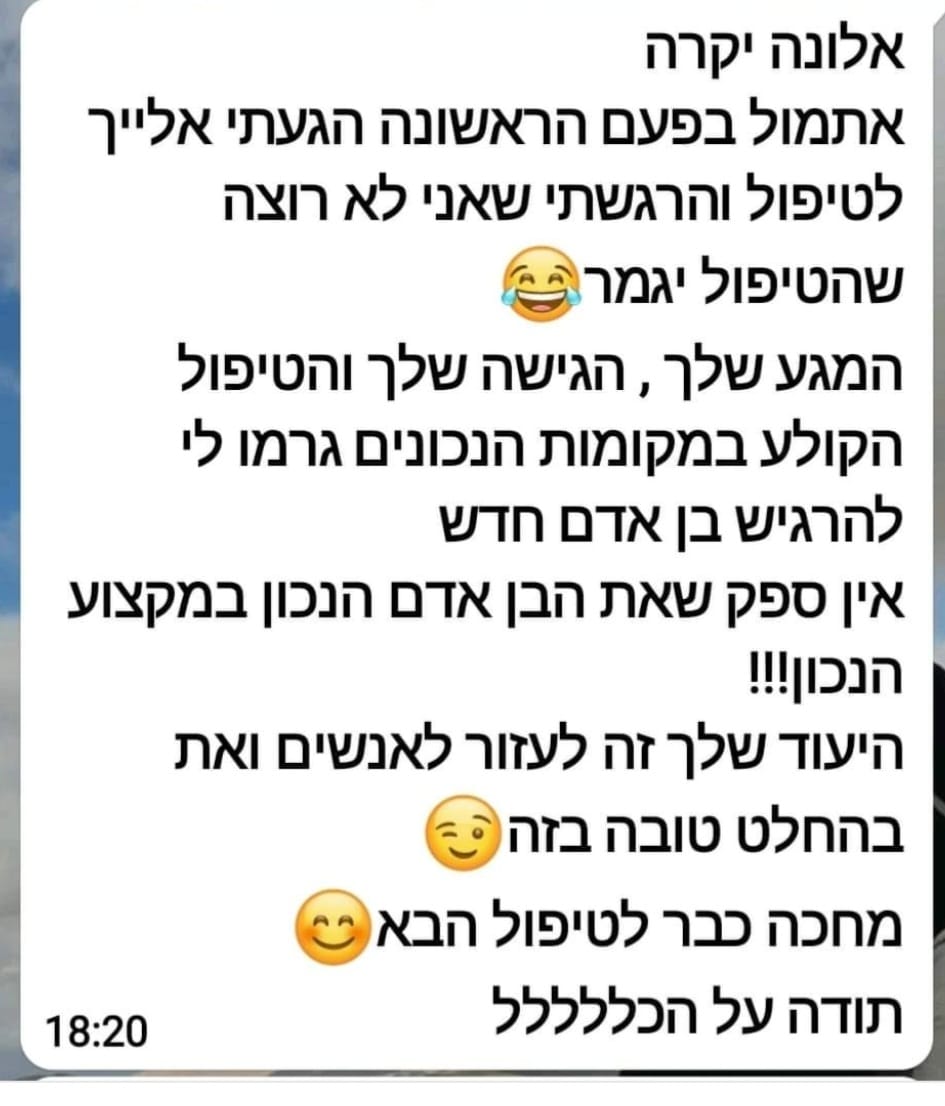 אלונה יקרה
אתמול בפעם הראשונה הגעתי אלייך
לטיפול והרגשתי שאני לא רוצה
שהטיפול יגמר😂
המגע שלך , הגישה שלך והטיפול
הקולע במקומות הנכונים גרמו לי
להרגיש בן אדם חדש
אין ספק שאת הבן אדם הנכון במקצוע
הנכון!!!
היעוד שלך זה לעזור לאנשים ואת
בהחלט טובה בזה😉
מחכה כבר לטיפול הבא😊
תודה על הכללללל
18:20